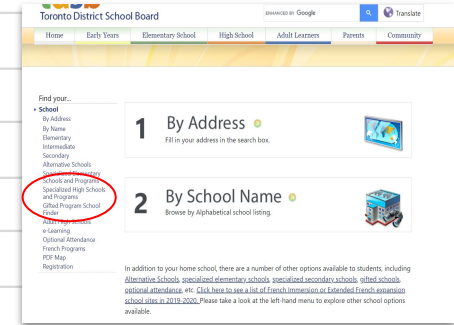 Toronto District School Board
ENHANCED BY Google
Translate
Home
Early Years
Elementary School
High School
Adult Learners
Parents
Community
Find your...
School
By Address
By Name
Elementary
Intermediate
Secondary
Alternative Schools
Specialized Elementary
Schools and Programs
Specialized High Schools
and Programs
Gifted Program School
Finder
Adult High Schools
e-Learning
Optional Attendance
French Programs
PDF Map
Registration
1
By Address
Fill in your address in the search box.
2
By School Name
Browse by Alphabetical school listing.
In addition to your home school, there are a number of other options available to students, including
Alternative Schools, specialized elementary schools, specialized secondary schools, gifted schools,
optional attendance, etc. Click here to see a list of French Immersion or Extended French expansion
school sites in 2019-2020. Please take a look at the left-hand menu to explore other school options
available.